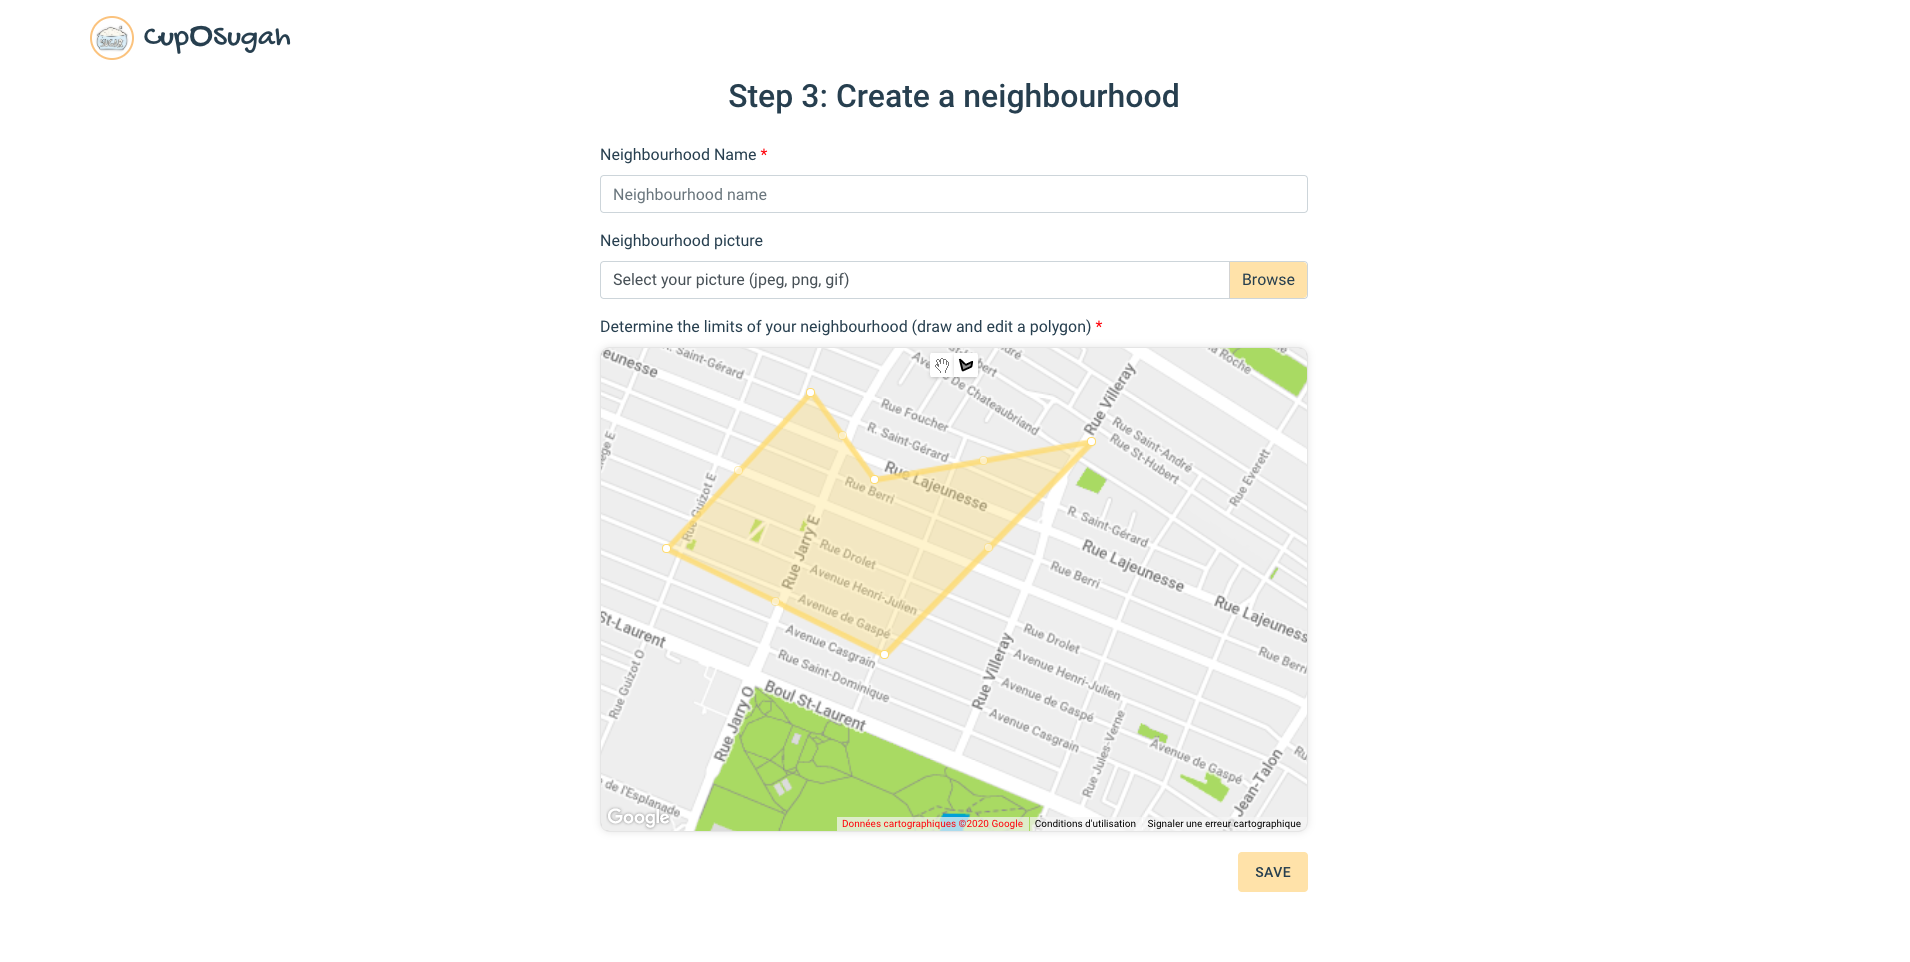 SUGAH
CupOSugah
Step 3: Create a neighbourhood
Neighbourhood Name *
Neighbourhood name
Neighbourhood picture
Select your picture (jpeg, png, gif)
Browse
Determine the limits of your neighbourhood (draw and edit a polygon) *
eunesse
Saint-Gérard
la Roche
Rue Villeray
Rue Foucher
De Chateaubriand
R. Saint-Gérard
Rue Saint-André
Rue St-Hubert
Rue Lajeunesse
Rue Berri
Rue Everett
Rue Guizot E
Rue Jarry E
R. Saint-Gérard
Rue Drolet
Rue Lajeunesse
Avenue Henri-Julien
Rue Berri
Avenue de Gaspé
Rue Lajeuness
St-Laurent
Avenue Casgrain
Rue Drolet
Rue Saint-Dominique
Avenue Henri-Julien
Rue Berri
Rue Guizot O
Rue Villeray
Boul St-Laurent
Avenue de Gaspé
Rue Jarry O
Avenue Casgrain
Rue Jules-Verne
Avenue de Gaspé
Jean-Talon
de l'Esplanade
Google
Données cartographiques ©2020 Google
Conditions d'utilisation
Signaler une erreur cartographique
SAVE